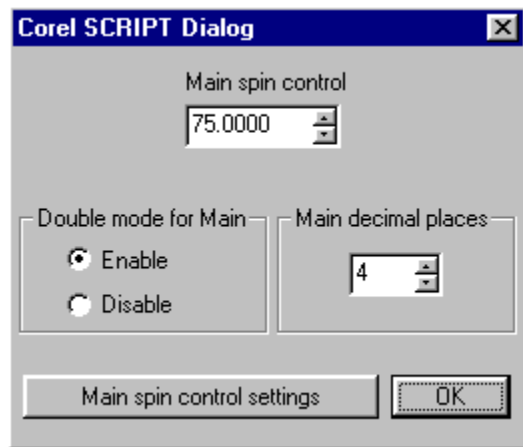 Corel SCRIPT Dialog
Main spin control
75.0000
Double mode for Main
Main decimal places
Enable
4
Disable
Main spin control settings
OK